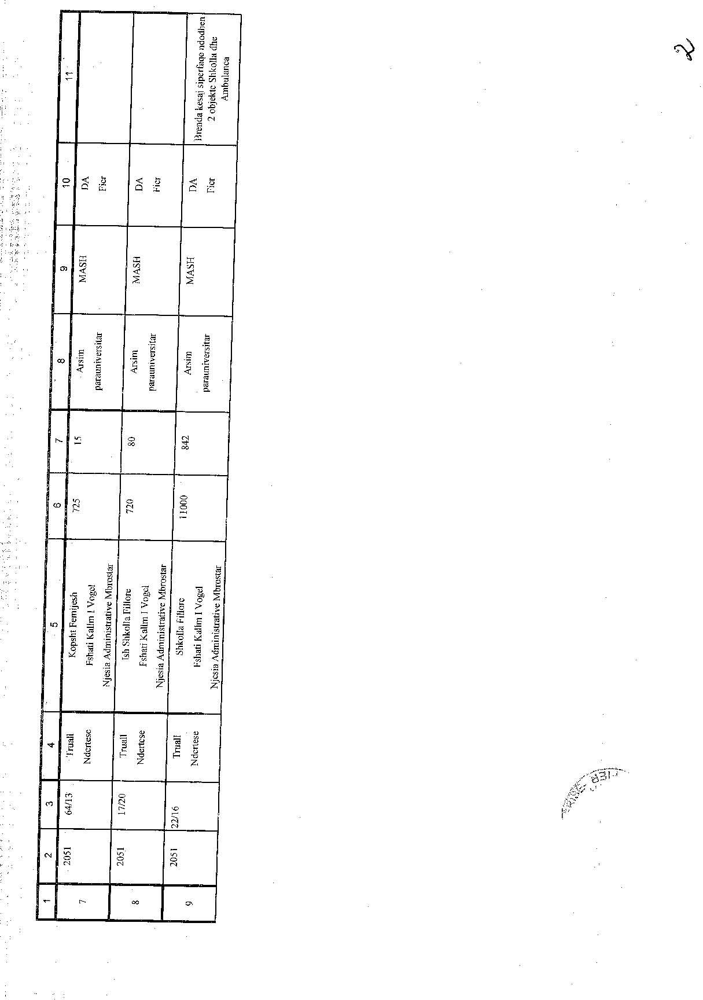 1 2 3 4 5 6 7 8 9 10 11
7 2051 64/13 Truall Ndertese Kopsht Femijesh 725 15 Arsim parauniversitar MASH DA Fier
Fshati Kallm I Vogel
Njesia Administrative Mbrostar
8 2051 17/20 Truall Ndertese Ish Shkolla Fillore 720 80 Arsim parauniversitar MASH DA Fier
Fshati Kallm I Vogel
Njesia Administrative Mbrostar
9 2051 22/16 Truall Ndertese Shkolla Fillore 11000 842 Arsim parauniversitar MASH DA Fier Brenda kesaj siperfaqe ndodhen
Fshati Kallm I Vogel 2 objekte Shkolla dhe
Njesia Administrative Mbrostar Ambulanca
2
FIER